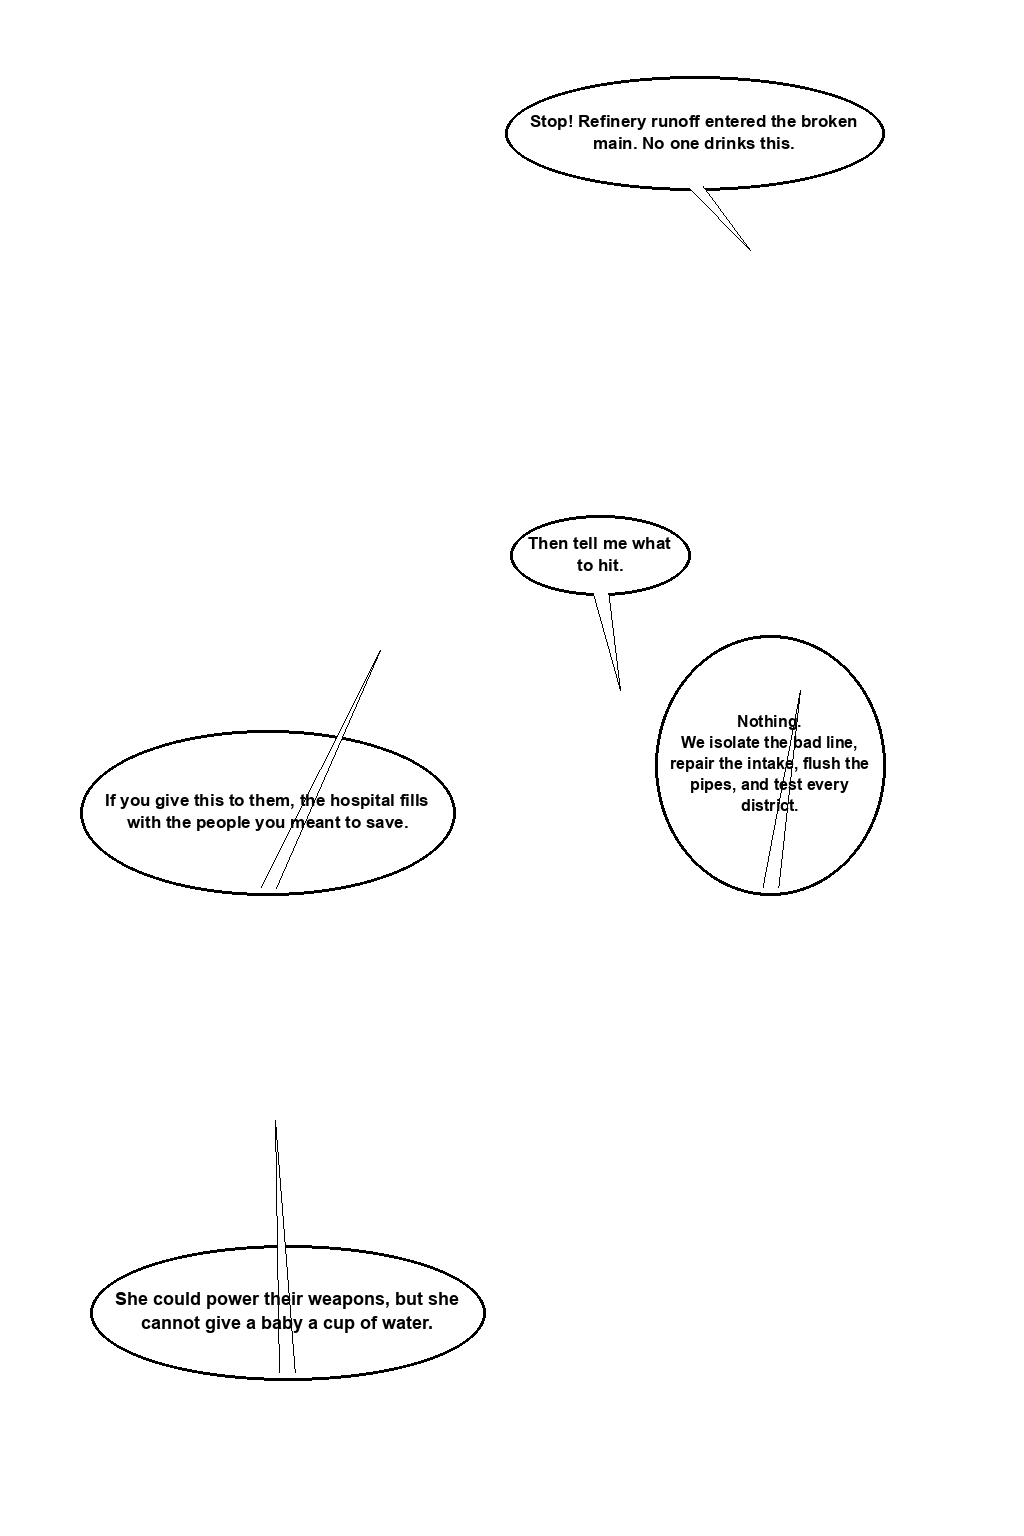 Stop! Refinery runoff entered the broken
main. No one drinks this.
Then tell me what
to hit.
If you give this to them, the hospital fills
with the people you meant to save.
Nothing.
We isolate the bad line,
repair the intake, flush the
pipes, and test every
district.
She could power their weapons, but she
cannot give a baby a cup of water.